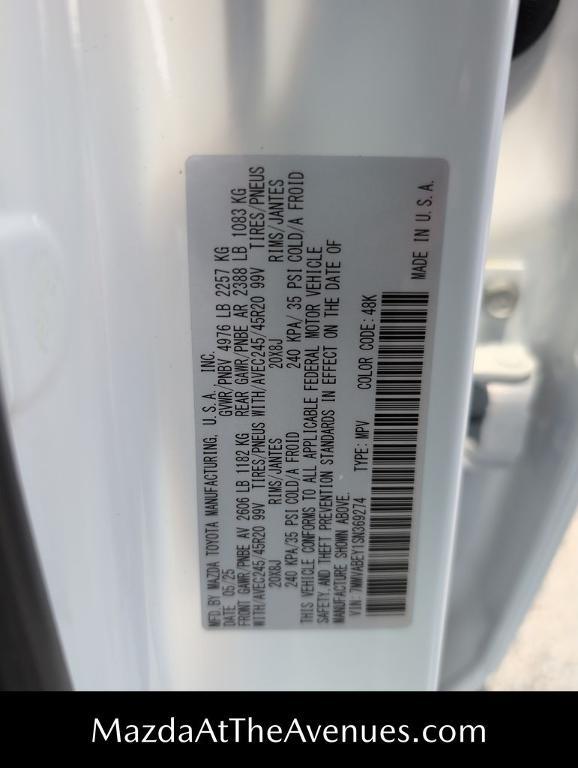 MFD.BY MAZDA TOYOTA MANUFACTURING, U.S.A., INC.
DATE 05/25 GVWR/PNBV 4976 LB 2257 KG
FRONT GAWR/PNBE AV 2606 LB 1182 KG REAR GAWR/PNBE AR 2388 LB 1083 KG
WITH/AVEC245/45R20 99V TIRES/PNEUS WITH/AVEC245/45R20 99V TIRES/PNEUS
20X8J RIMS/JANTES 20X8J RIMS/JANTES
240 KPA/35 PSI COLD/A FROID 240 KPA/ 35 PSI COLD/A FROID
THIS VEHICLE CONFORMS TO ALL APPLICABLE FEDERAL MOTOR VEHICLE
SAFETY,AND THEFT PREVENTION STANDARDS IN EFFECT ON THE DATE OF
MANUFACTURE SHOWN ABOVE.
VIN:7MMVABEY1SN369274 TYPE: MPV COLOR CODE:48K
MADE IN U.S.A.
MazdaAtTheAvenues.com